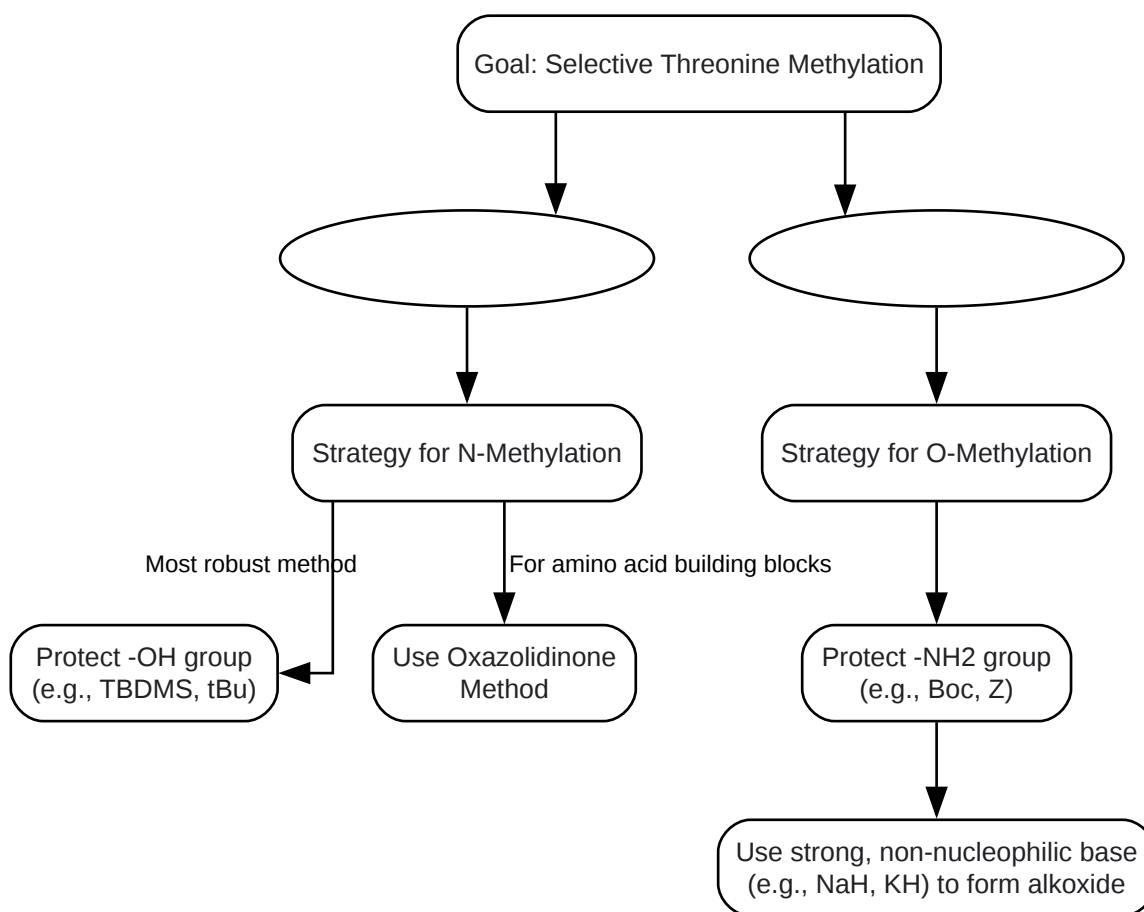 Goal: Selective Threonine Methylation
Strategy for N-Methylation
Strategy for O-Methylation
Most robust method
For amino acid building blocks
Protect -OH group
(e.g., TBDMS, tBu)
Use Oxazolidinone
Method
Protect -NH2 group
(e.g., Boc, Z)
Use strong, non-nucleophilic base
(e.g., NaH, KH) to form alkoxide